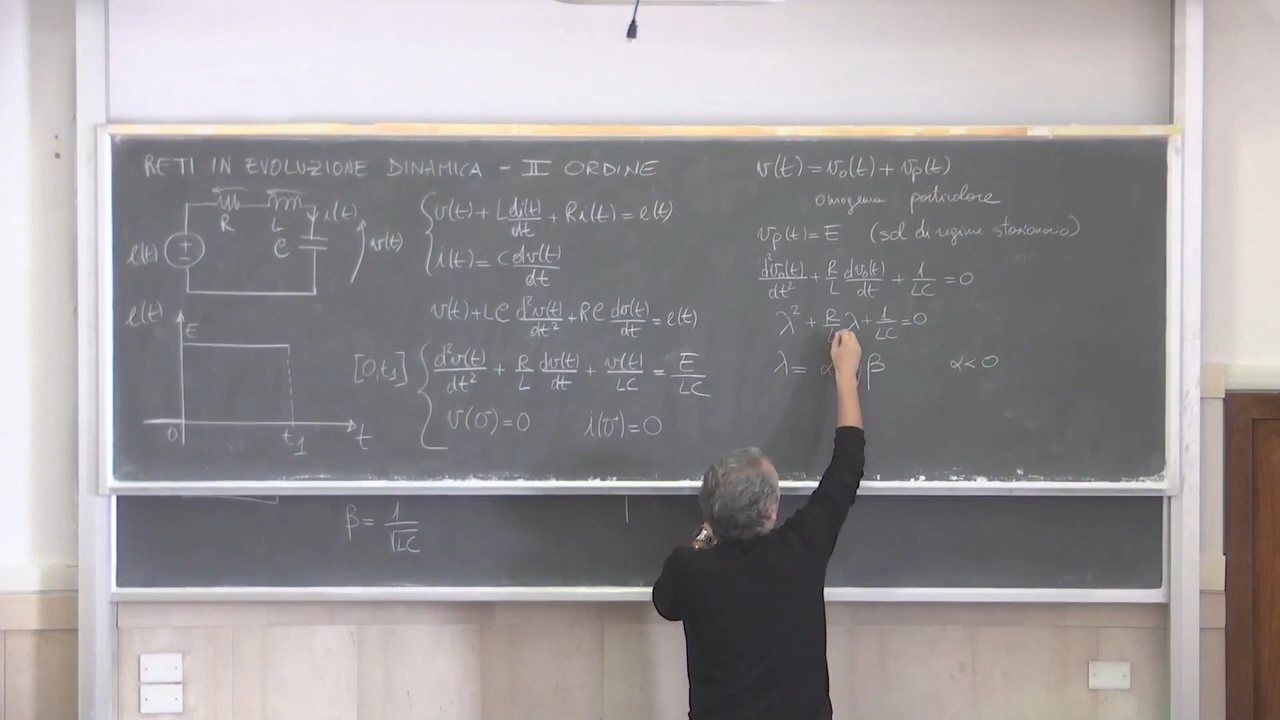 RETI IN EVOLUZIONE DINAMICA - II ORDINE
R
L
i(t)
C
v(t)
e(t)
+
-
e(t)
E
0
t₁
t
v(t) + L di(t)/dt + R i(t) = e(t)
i(t) = C dv(t)/dt
v(t) + LC d²v(t)/dt² + RC dv(t)/dt = e(t)
[0,t₁]
d²v(t)/dt² + R/L dv(t)/dt + v(t)/LC = E/LC
v(0⁺)=0 i(0⁺)=0
v(t) = v₀(t) + vₚ(t)
omogenea particolare
vₚ(t) = E (sol di regime stazionario)
d²v₀(t)/dt² + R/L dv₀(t)/dt + 1/LC = 0
λ² + R/L λ + 1/LC = 0
λ = α β α<0
β = 1/√LC